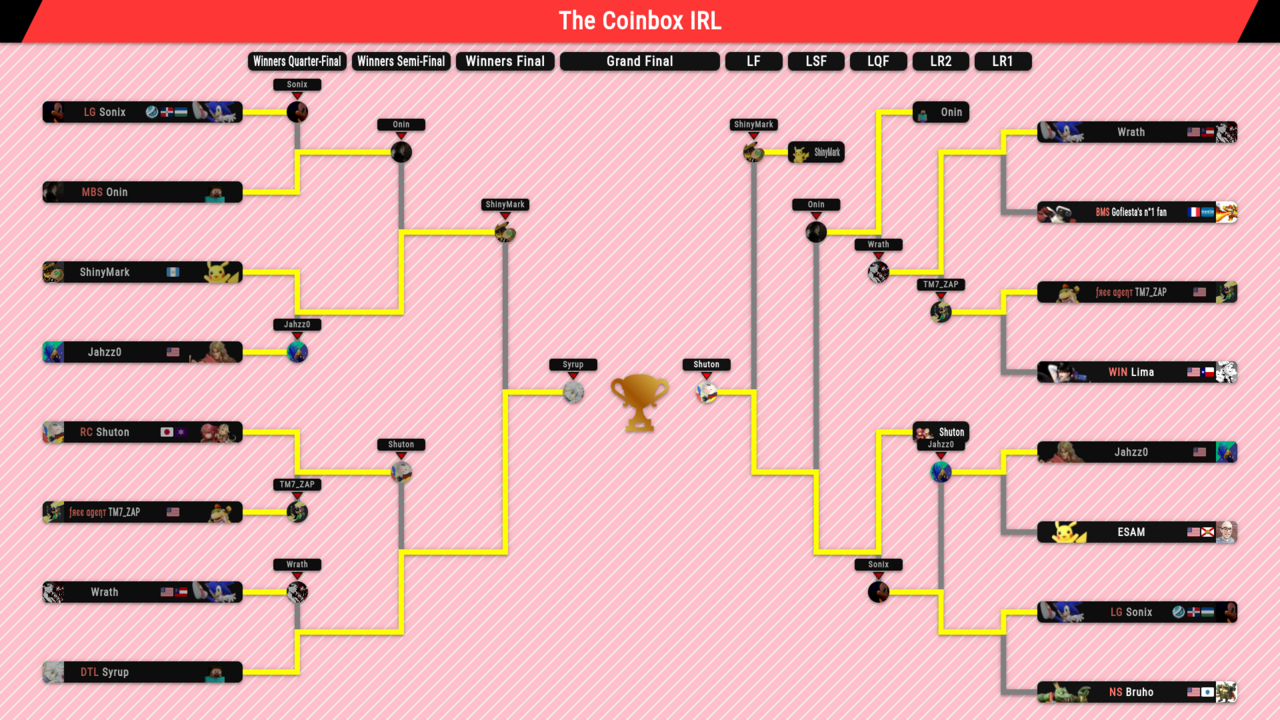 The Coinbox IRL
Winners Quarter-Final Winners Semi-Final Winners Final Grand Final LF LSF LQF LR2 LR1
Sonix
LG Sonix
Onin
ShinyMark
Onin
Wrath
ShinyMark
MBS Onin
ShinyMark
Onin
BMS Gofiesta's n°1 fan
Wrath
ShinyMark
TM7_ZAP
free agent TM7_ZAP
Jahzz0
Jahzz0
Syrup
Shuton
WIN Lima
RC Shuton
Shuton
Shuton
Jahzz0
Jahzz0
TM7_ZAP
free agent TM7_ZAP
ESAM
Wrath
Wrath
Sonix
LG Sonix
DTL Syrup
NS Bruho